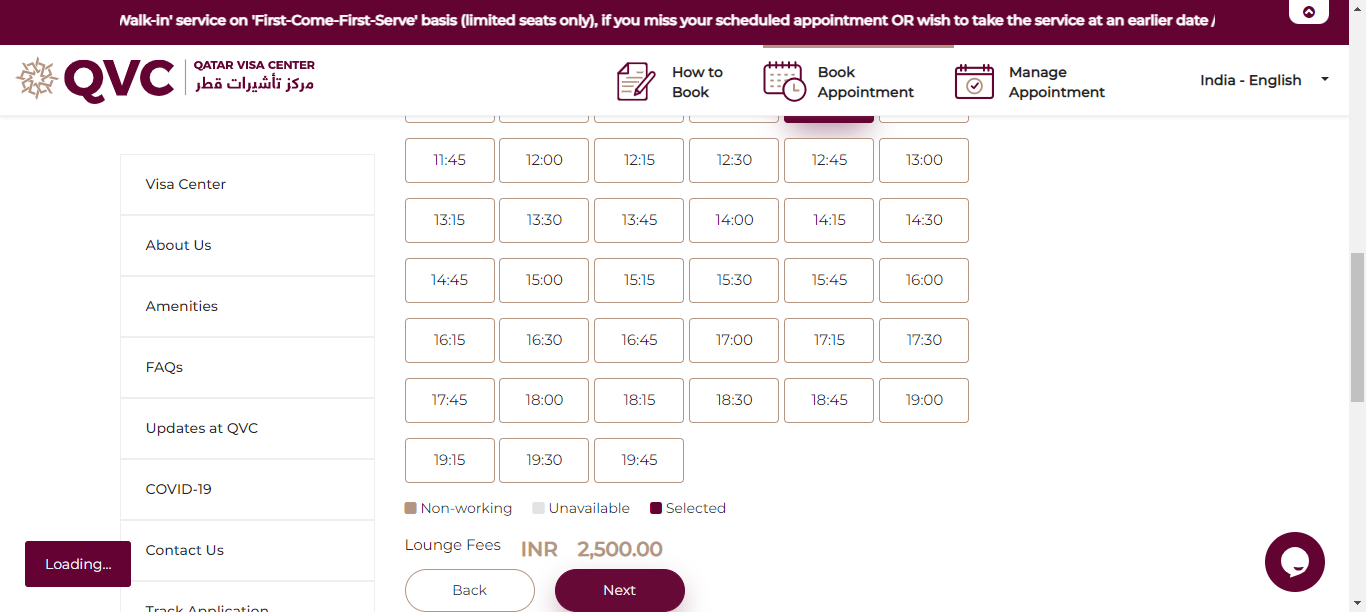 'Walk-in' service on 'First-Come-First-Serve' basis (limited seats only), if you miss your scheduled appointment OR wish to take the service at an earlier date /
QVC
QATAR VISA CENTER
مركز تأشيرات قطر
How to
Book
Book
Appointment
Manage
Appointment
India - English
Visa Center
About Us
Amenities
FAQs
Updates at QVC
COVID-19
Contact Us
Track Application
Loading...
11:45 12:00 12:15 12:30 12:45 13:00
13:15 13:30 13:45 14:00 14:15 14:30
14:45 15:00 15:15 15:30 15:45 16:00
16:15 16:30 16:45 17:00 17:15 17:30
17:45 18:00 18:15 18:30 18:45 19:00
19:15 19:30 19:45
Non-working Unavailable Selected
Lounge Fees INR 2,500.00
Back Next